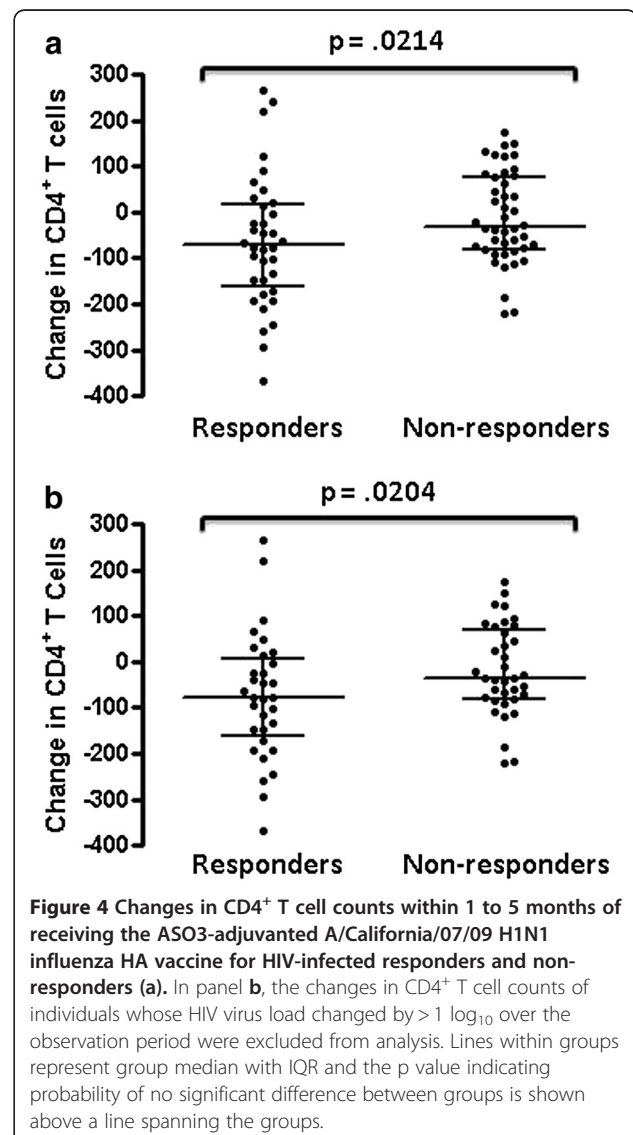 a
p = .0214
300
200
100
0
-100
-200
-300
-400
Change in CD4+ T cells
Responders
Non-responders
b
p = .0204
300
200
100
0
-100
-200
-300
-400
Change in CD4+ T Cells
Responders
Non-responders
Figure 4 Changes in CD4+ T cell counts within 1 to 5 months of
receiving the ASO3-adjuvanted A/California/07/09 H1N1
influenza HA vaccine for HIV-infected responders and non-
responders (a). In panel b, the changes in CD4+ T cell counts of
individuals whose HIV virus load changed by > 1 log10 over the
observation period were excluded from analysis. Lines within groups
represent group median with IQR and the p value indicating
probability of no significant difference between groups is shown
above a line spanning the groups.